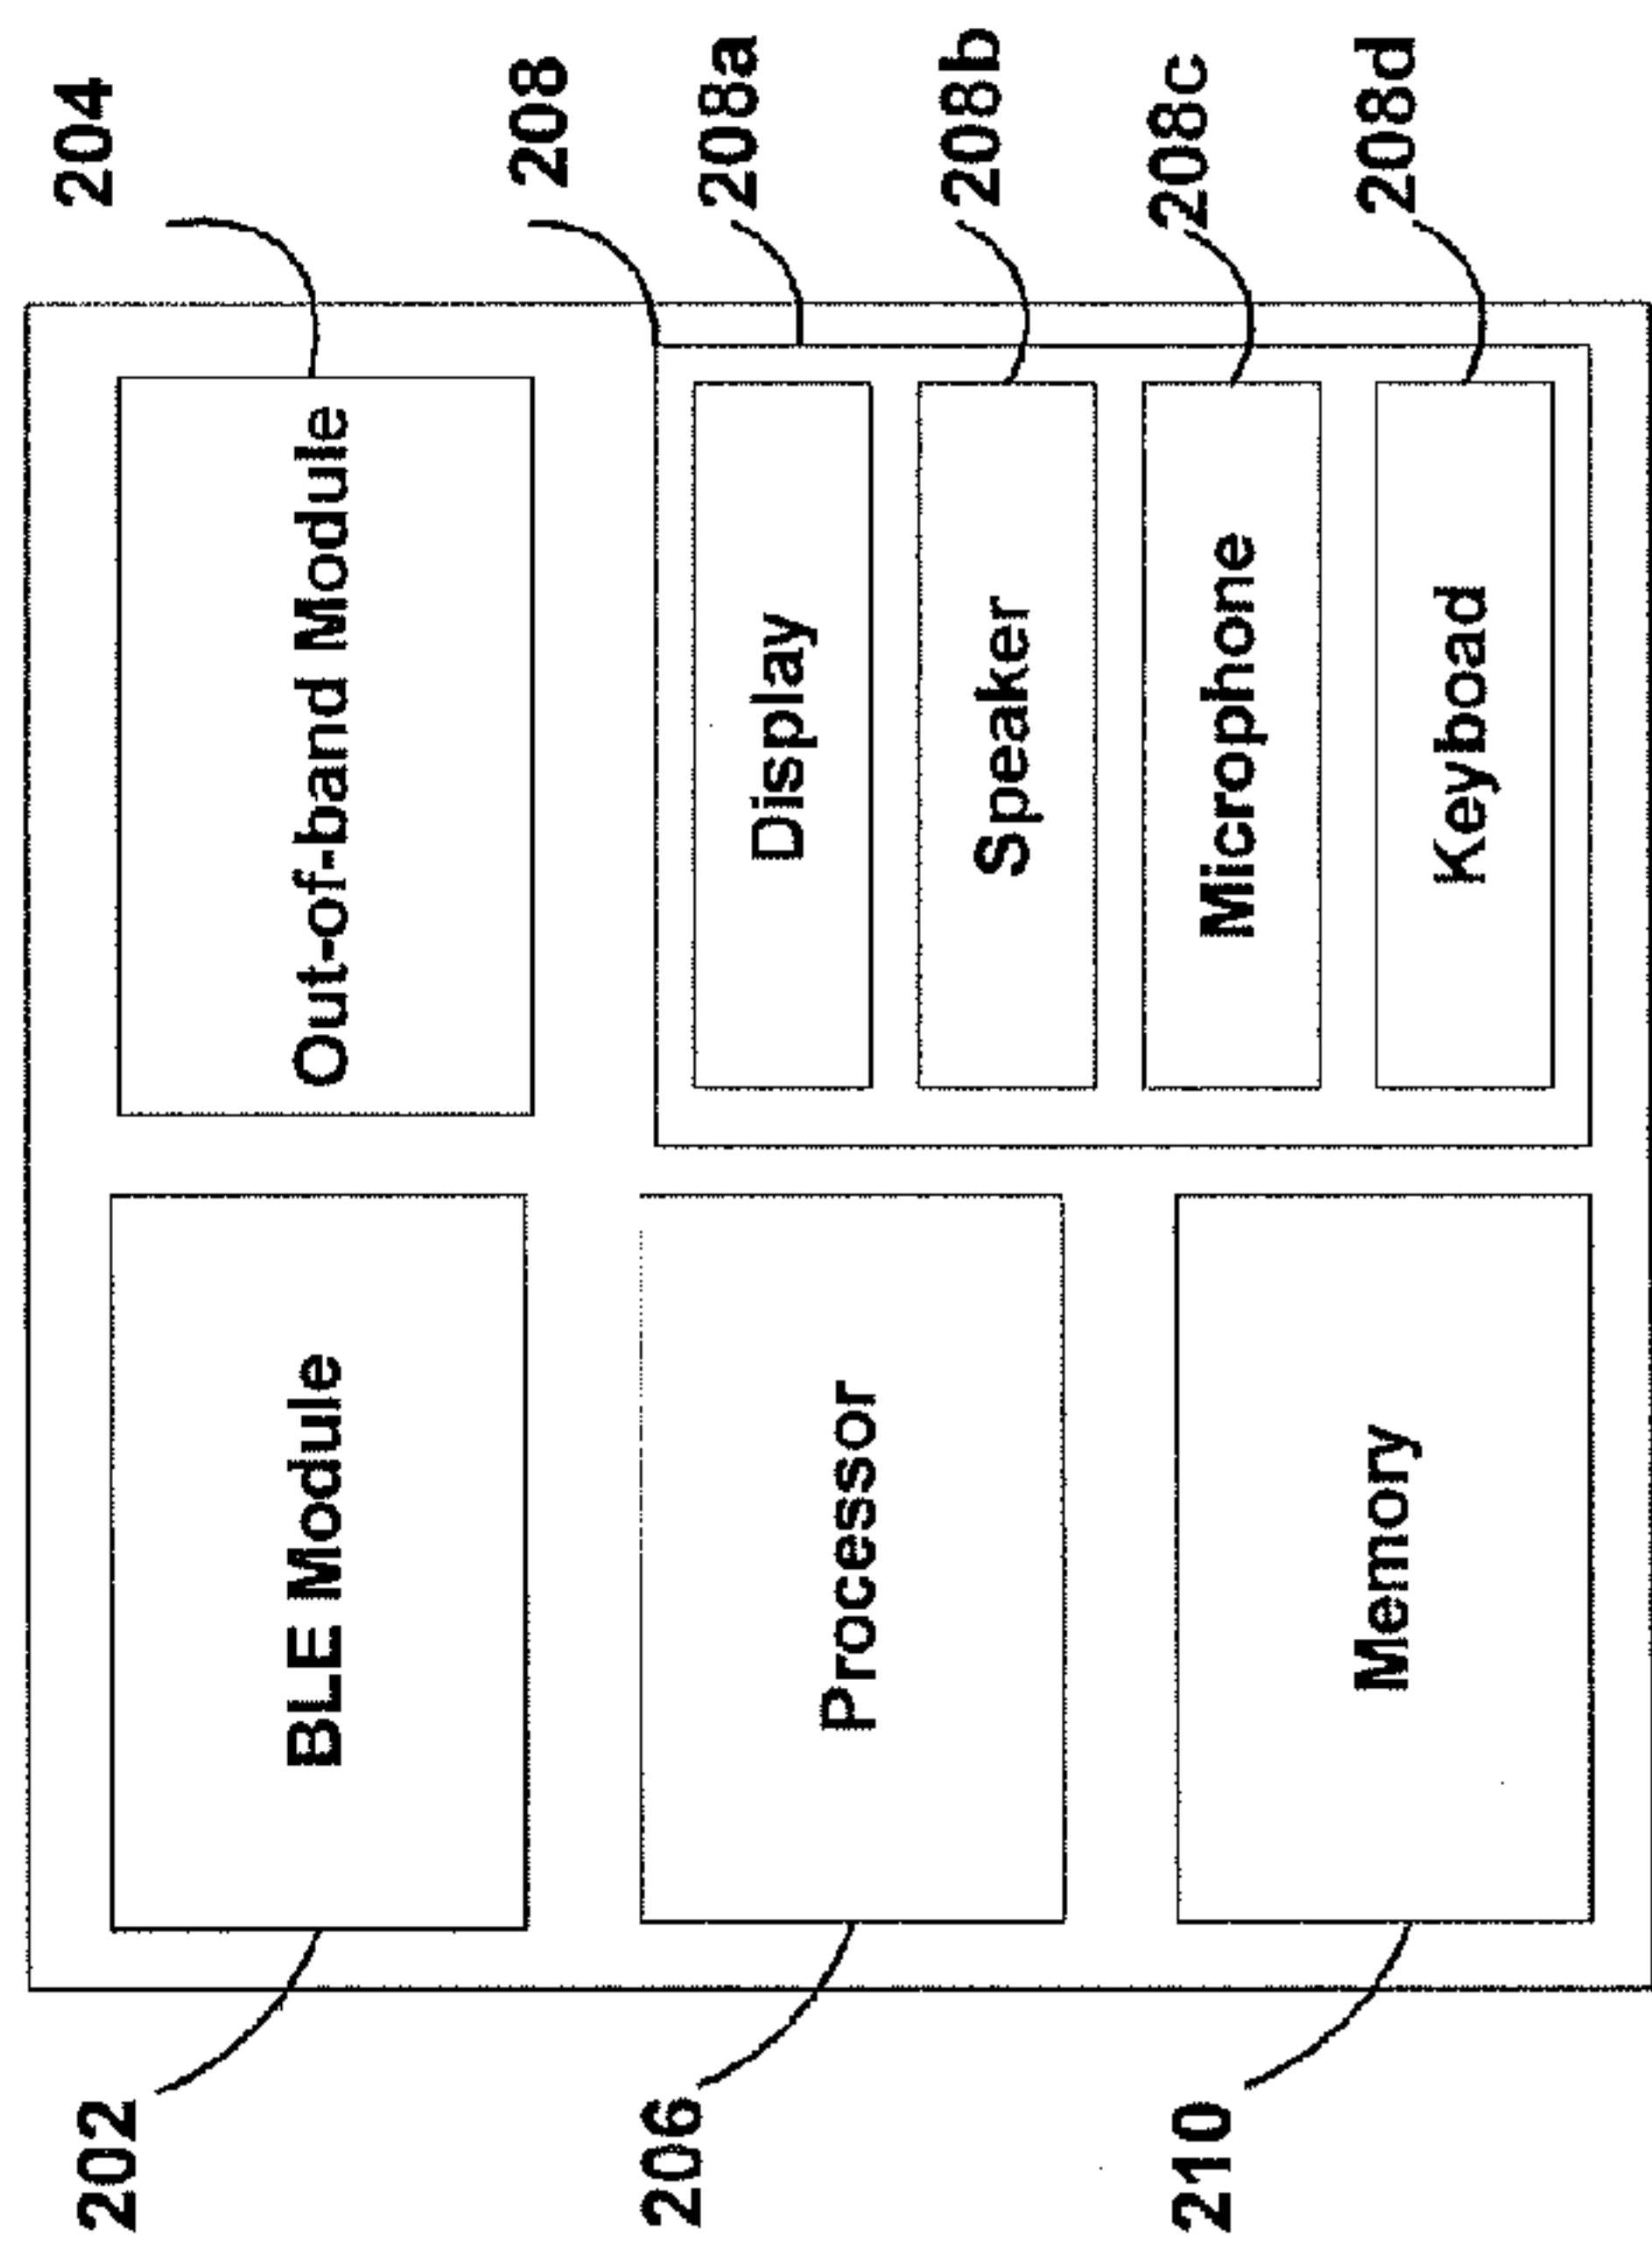 204
208
208a
208b
208c
208d
Out-of-band Module
Display
Speaker
Microphone
Keyboad
BLE Module
Processor
Memory
202
206
210